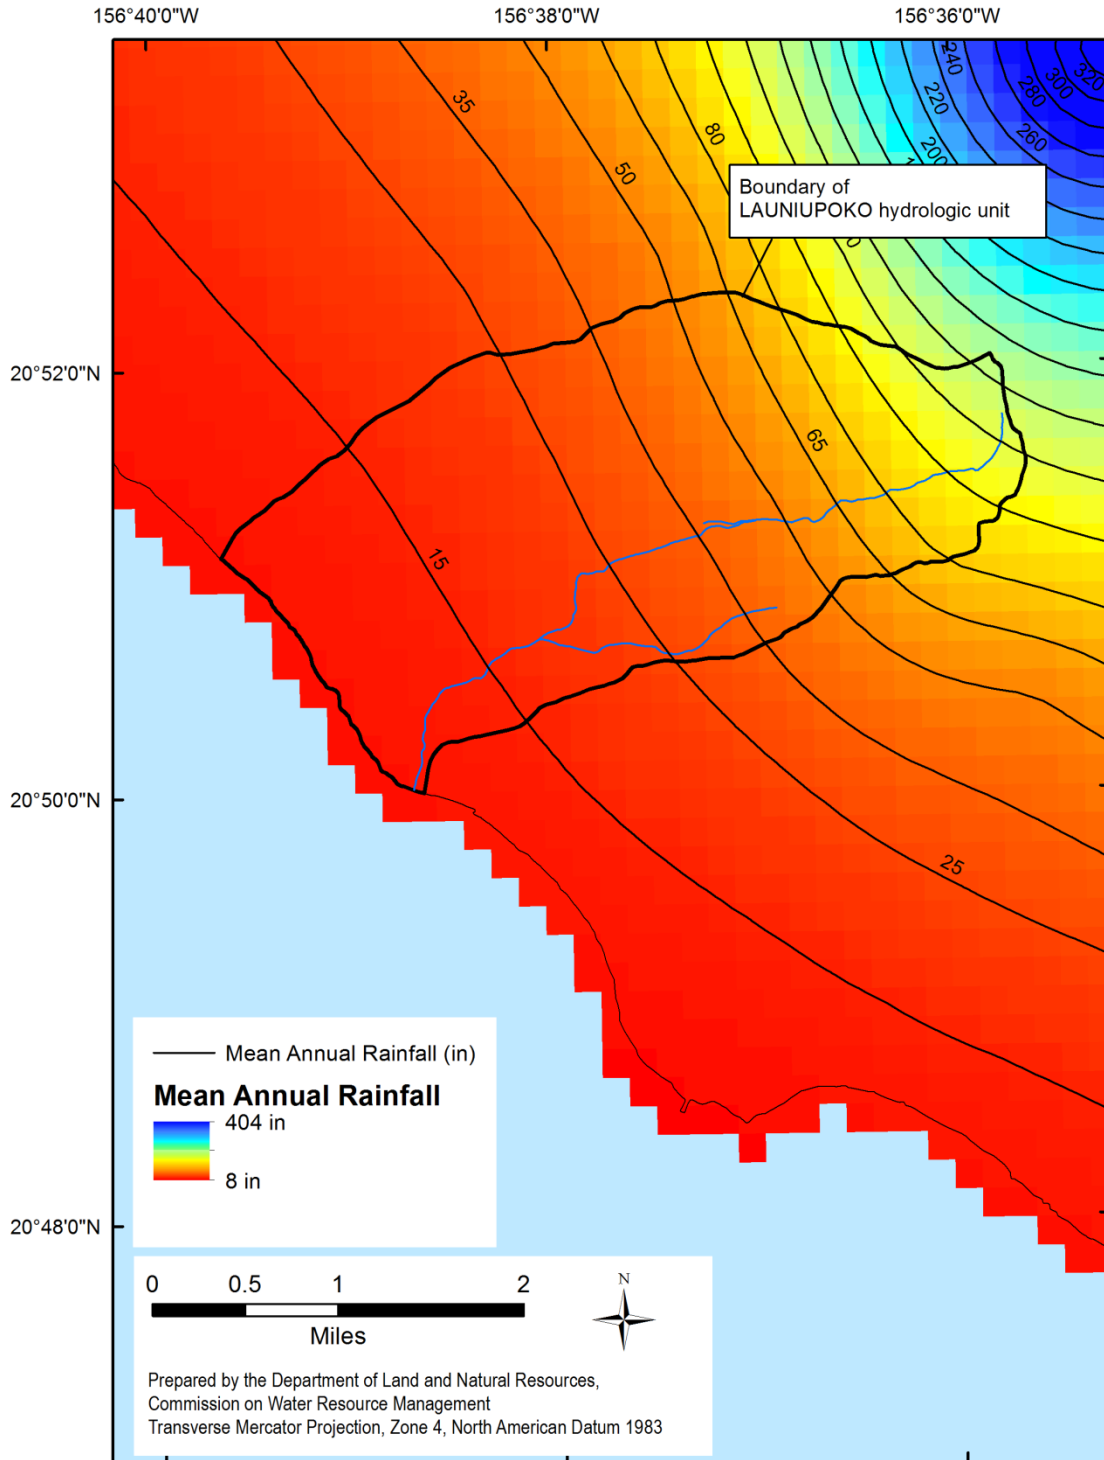 156°40'0"W 156°38'0"W 156°36'0"W
35
50
80
240
220
200
280
300
320
260
Boundary of
LAUNIUPOKO hydrologic unit
20°52'0"N
65
15
20°50'0"N
25
20°48'0"N
Mean Annual Rainfall (in)
Mean Annual Rainfall
404 in
8 in
0 0.5 1 2
Miles
N
Prepared by the Department of Land and Natural Resources,
Commission on Water Resource Management
Transverse Mercator Projection, Zone 4, North American Datum 1983